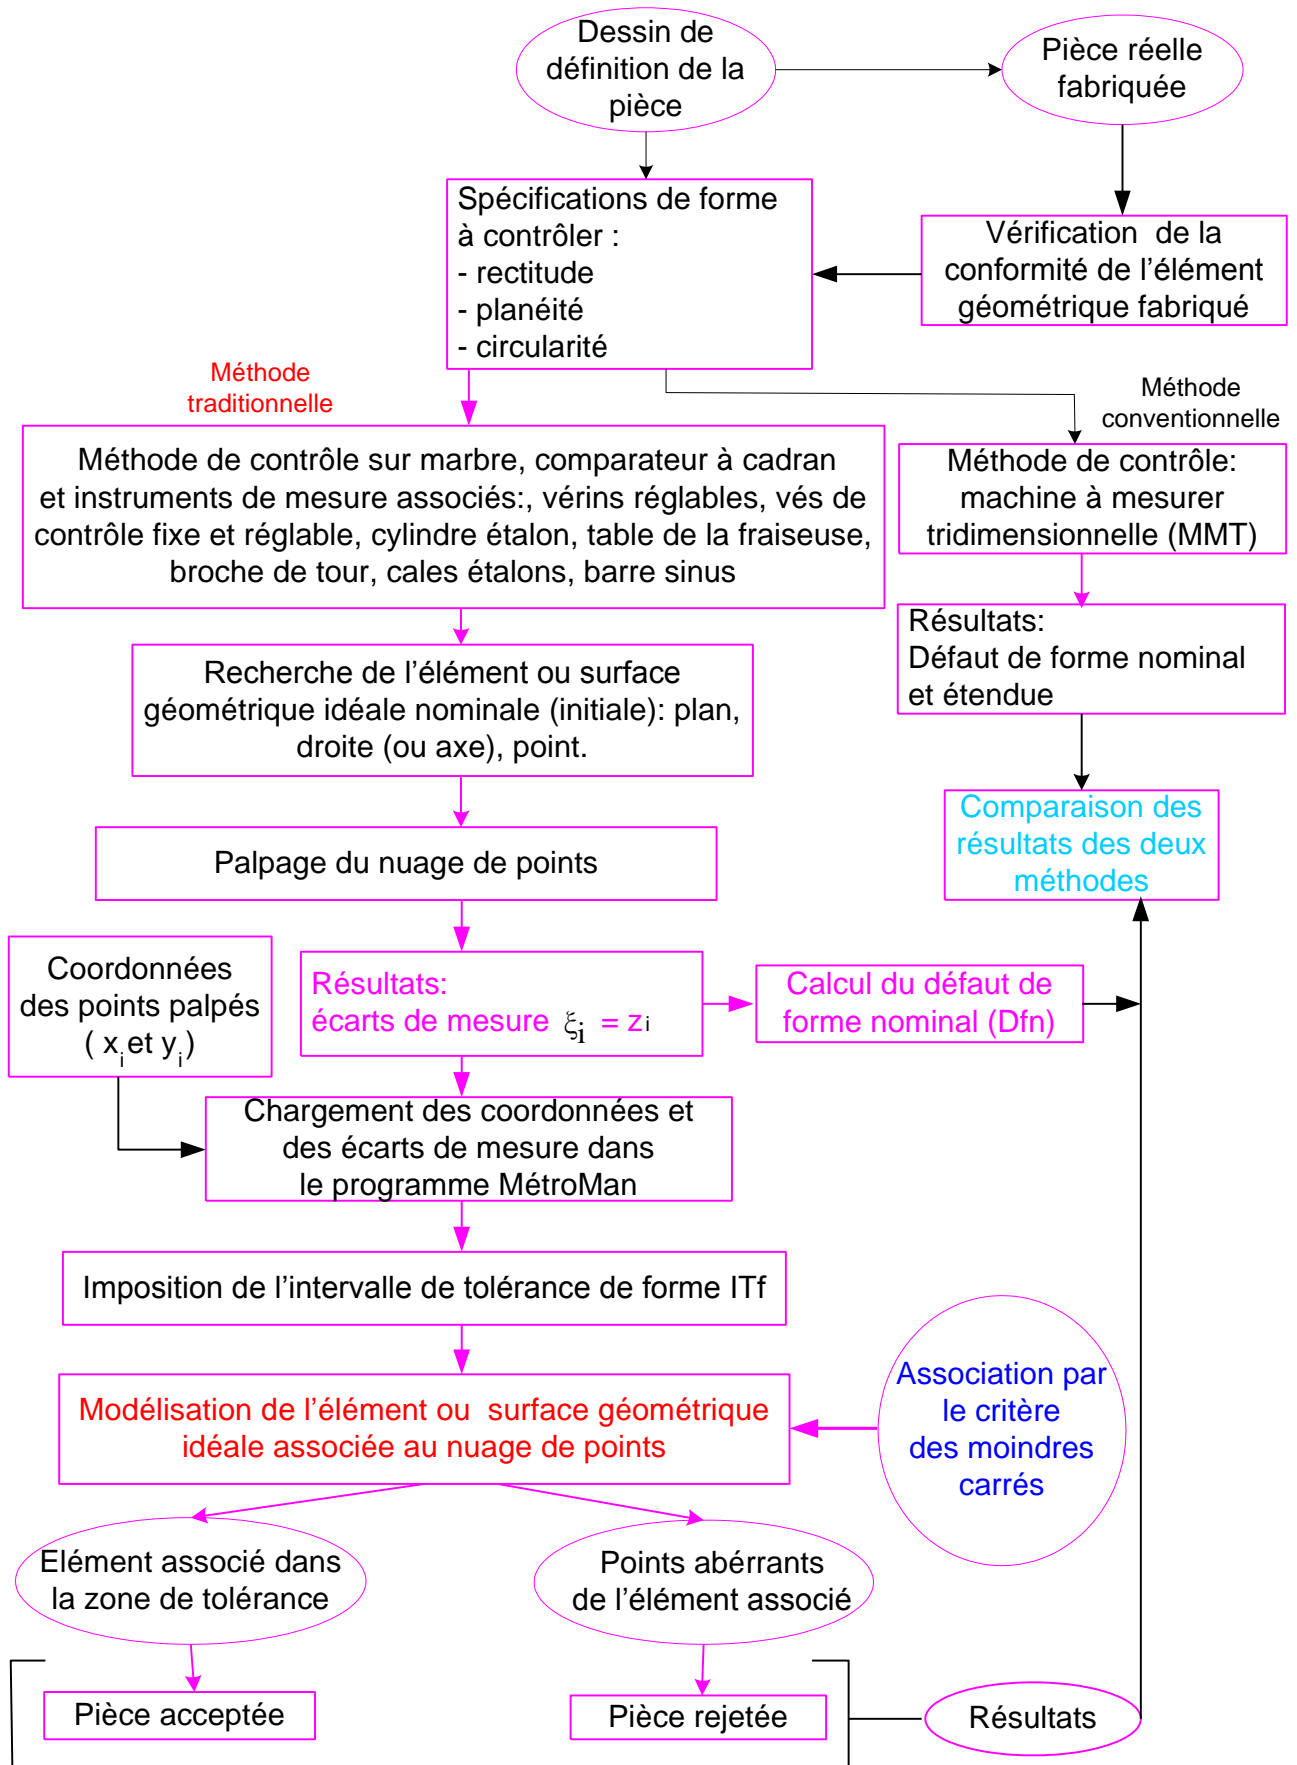 Dessin de
définition de la
pièce
Pièce réelle
fabriquée
Spécifications de forme
à contrôler :
- rectitude
- planéité
- circularité
Vérification de la
conformité de l'élément
géométrique fabriqué
Méthode
traditionnelle
Méthode
conventionnelle
Méthode de contrôle sur marbre, comparateur à cadran
et instruments de mesure associés:, vérins réglables, vés de
contrôle fixe et réglable, cylindre étalon, table de la fraiseuse,
broche de tour, cales étalons, barre sinus
Méthode de contrôle:
machine à mesurer
tridimensionnelle (MMT)
Résultats:
Défaut de forme nominal
et étendue
Recherche de l'élément ou surface
géométrique idéale nominale (initiale): plan,
droite (ou axe), point.
Comparaison des
résultats des deux
méthodes
Palpage du nuage de points
Coordonnées
des points palpés
( x_i et y_i)
Résultats:
écarts de mesure ξ_i = z_i
Calcul du défaut de
forme nominal (Dfn)
Chargement des coordonnées et
des écarts de mesure dans
le programme MétroMan
Imposition de l'intervalle de tolérance de forme ITf
Modélisation de l'élément ou surface géométrique
idéale associée au nuage de points
Association par
le critère
des moindres
carrés
Elément associé dans
la zone de tolérance
Points abérrants
de l'élément associé
Pièce acceptée
Pièce rejetée
Résultats